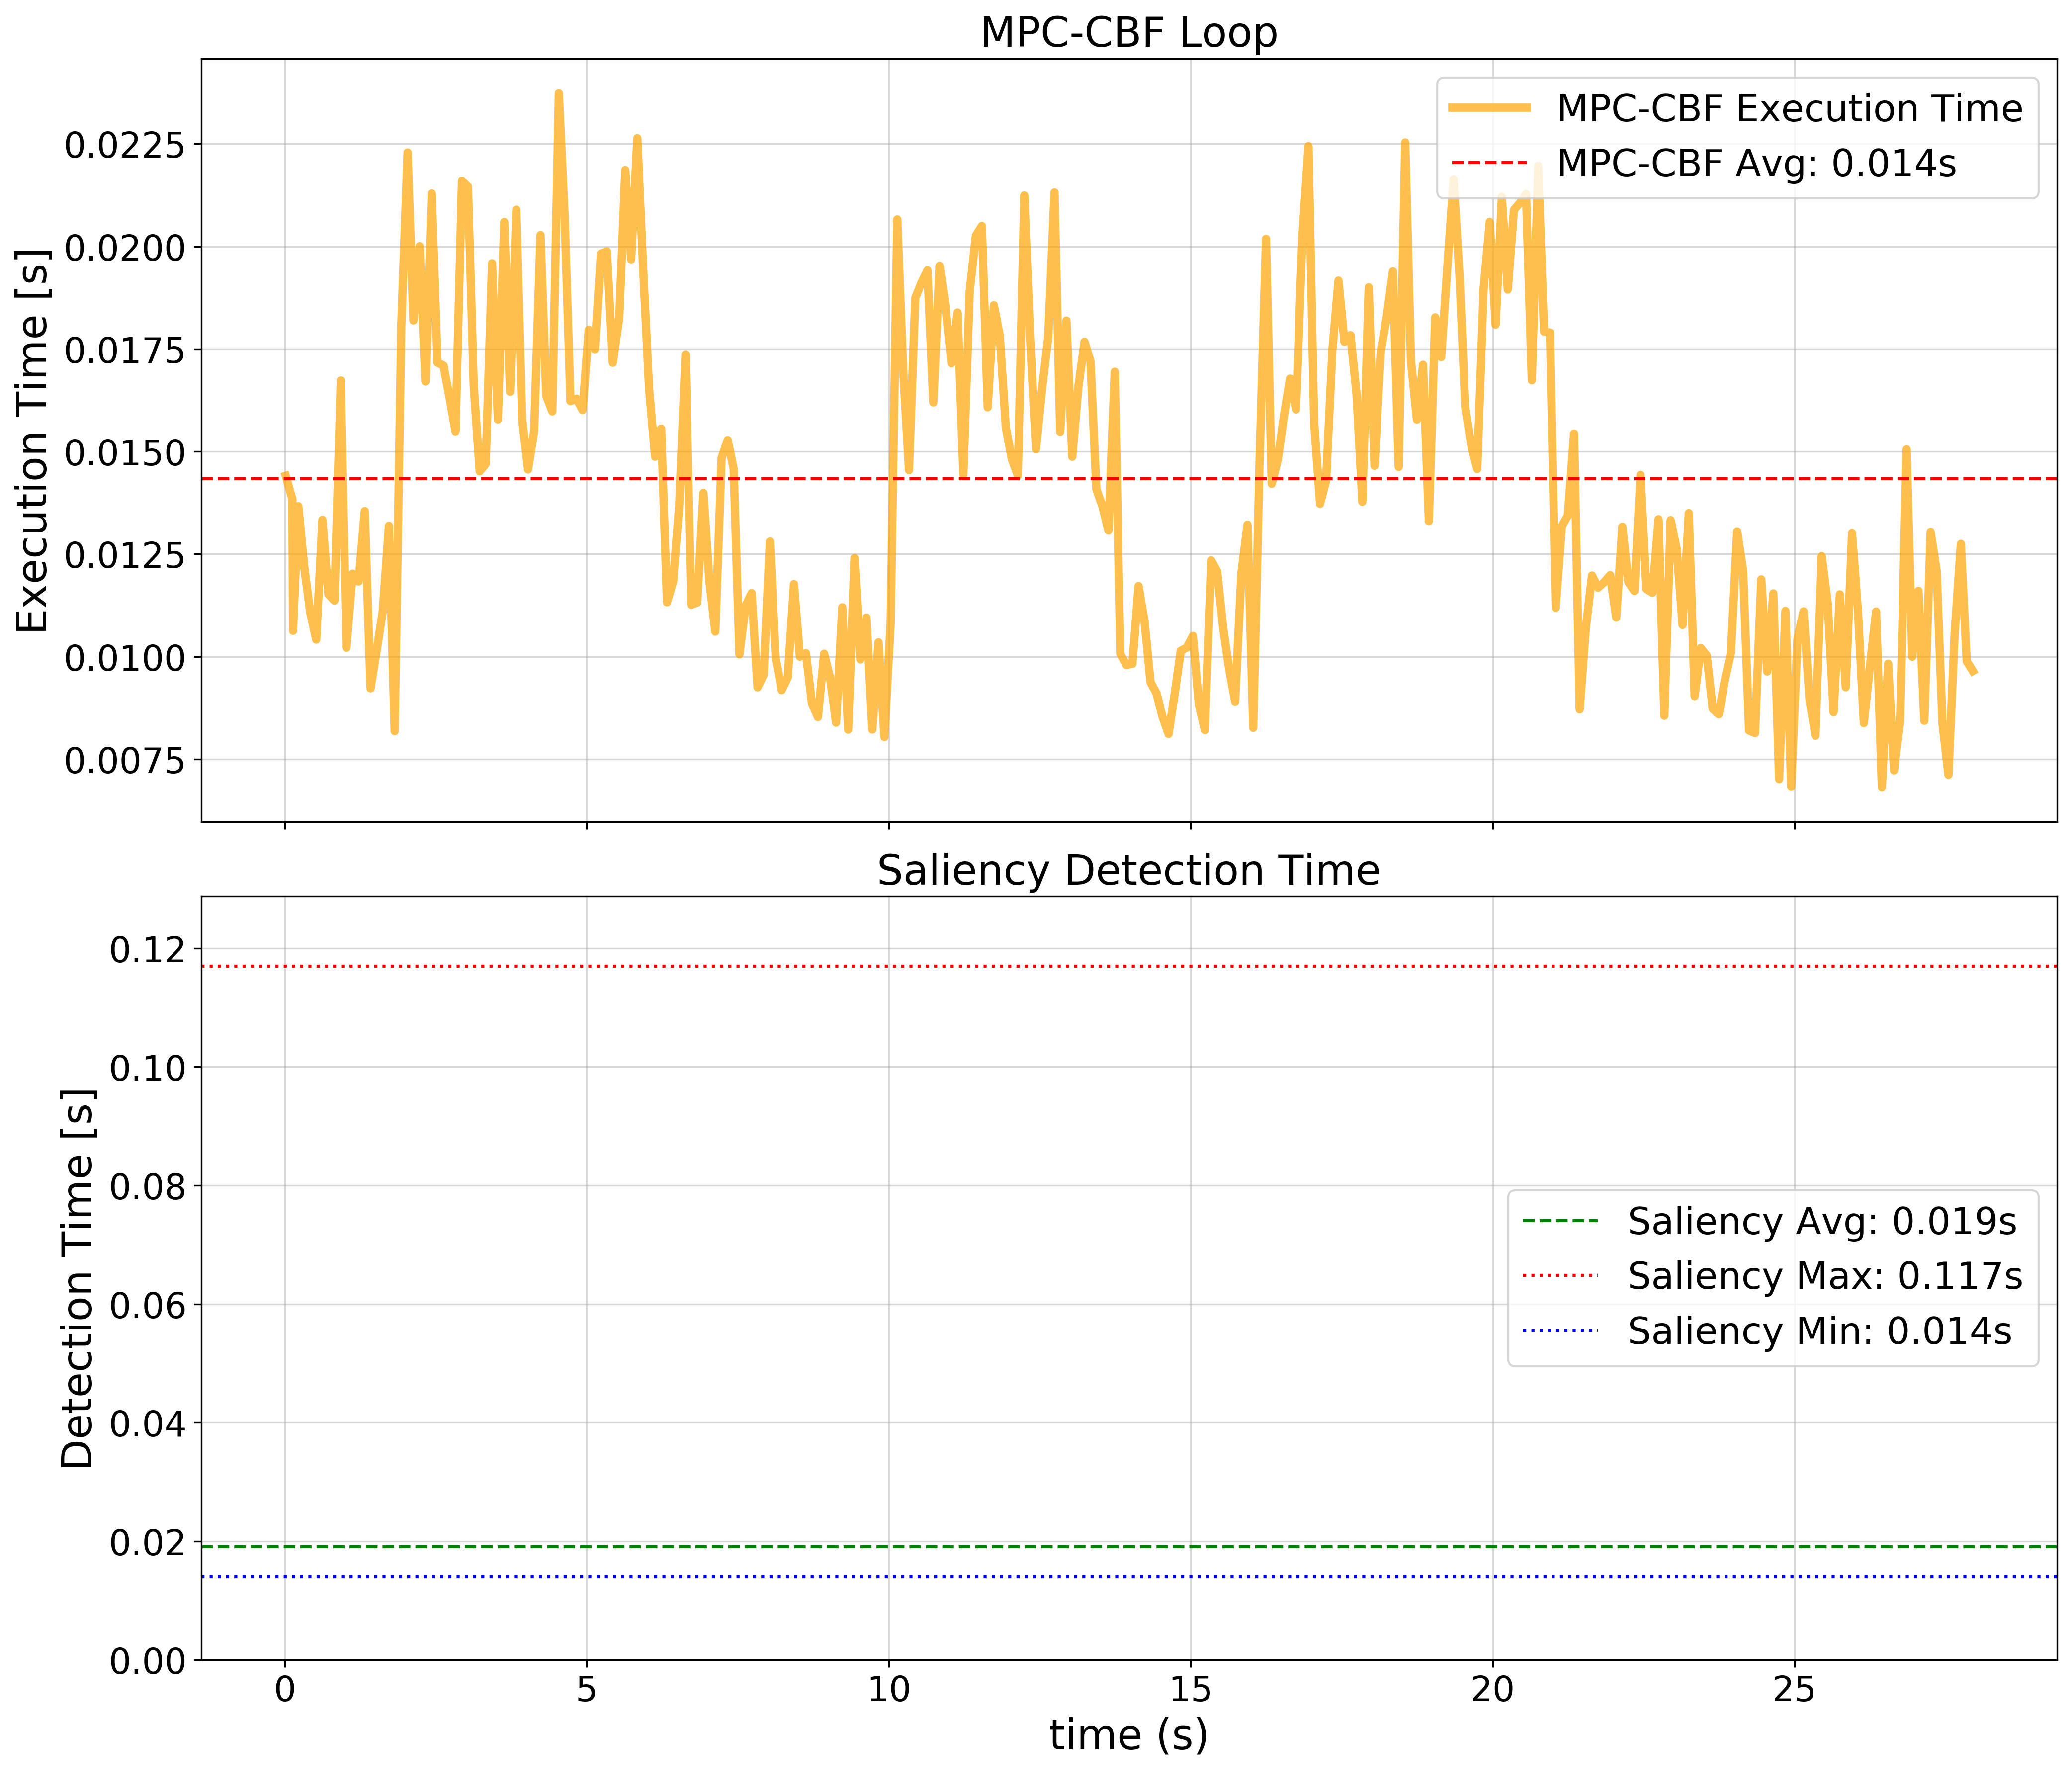 MPC-CBF Loop
Execution Time [s]
0.0225
0.0200
0.0175
0.0150
0.0125
0.0100
0.0075
MPC-CBF Execution Time
MPC-CBF Avg: 0.014s
Saliency Detection Time
Detection Time [s]
0.12
0.10
0.08
0.06
0.04
0.02
0.00
Saliency Avg: 0.019s
Saliency Max: 0.117s
Saliency Min: 0.014s
0 5 10 15 20 25
time (s)